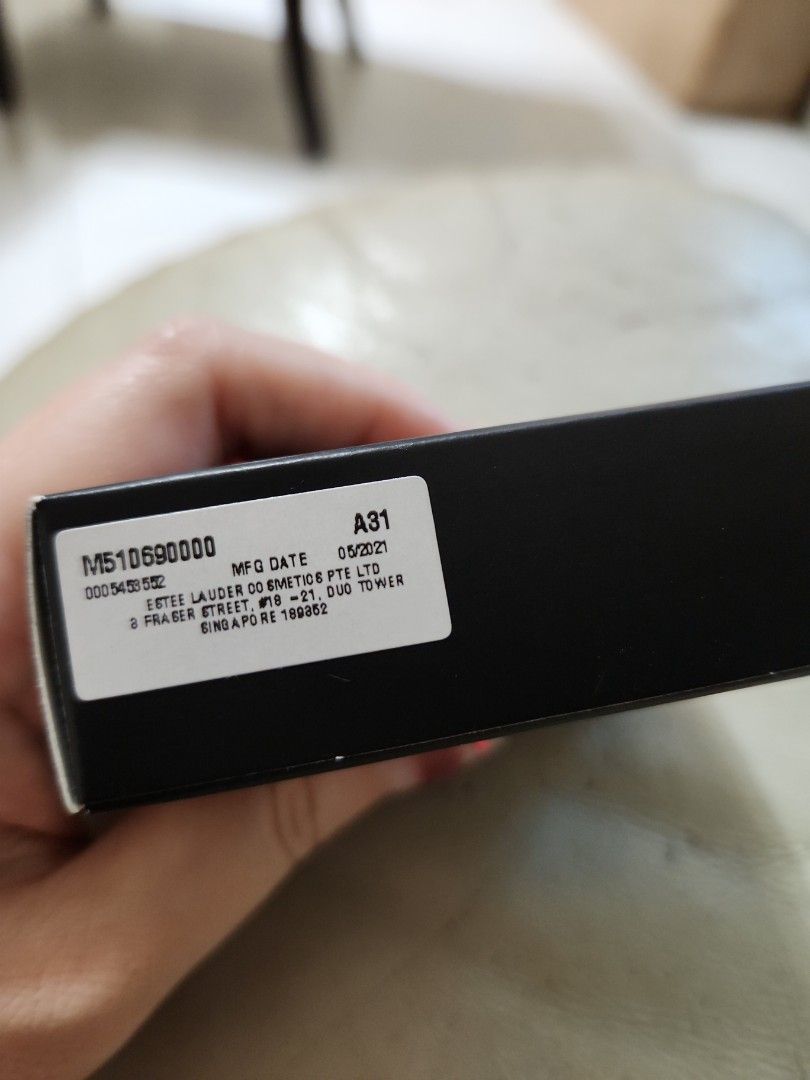 M510690000 A31
0005453552 MFG DATE 05/2021
ESTEE LAUDER COSMETICS PTE LTD
3 FRASER STREET, #18 -21, DUO TOWER
SINGAPORE 189352